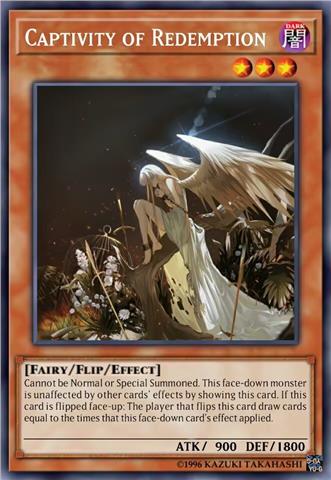 CAPTIVITY OF REDEMPTION
DARK
闇
[FAIRY/FLIP/EFFECT]
Cannot be Normal or Special Summoned. This face-down monster
is unaffected by other cards' effects by showing this card. If this
card is flipped face-up: The player that flips this card draw cards
equal to the times that this face-down card's effect applied.
ATK/ 900 DEF/1800
©1996 KAZUKI TAKAHASHI